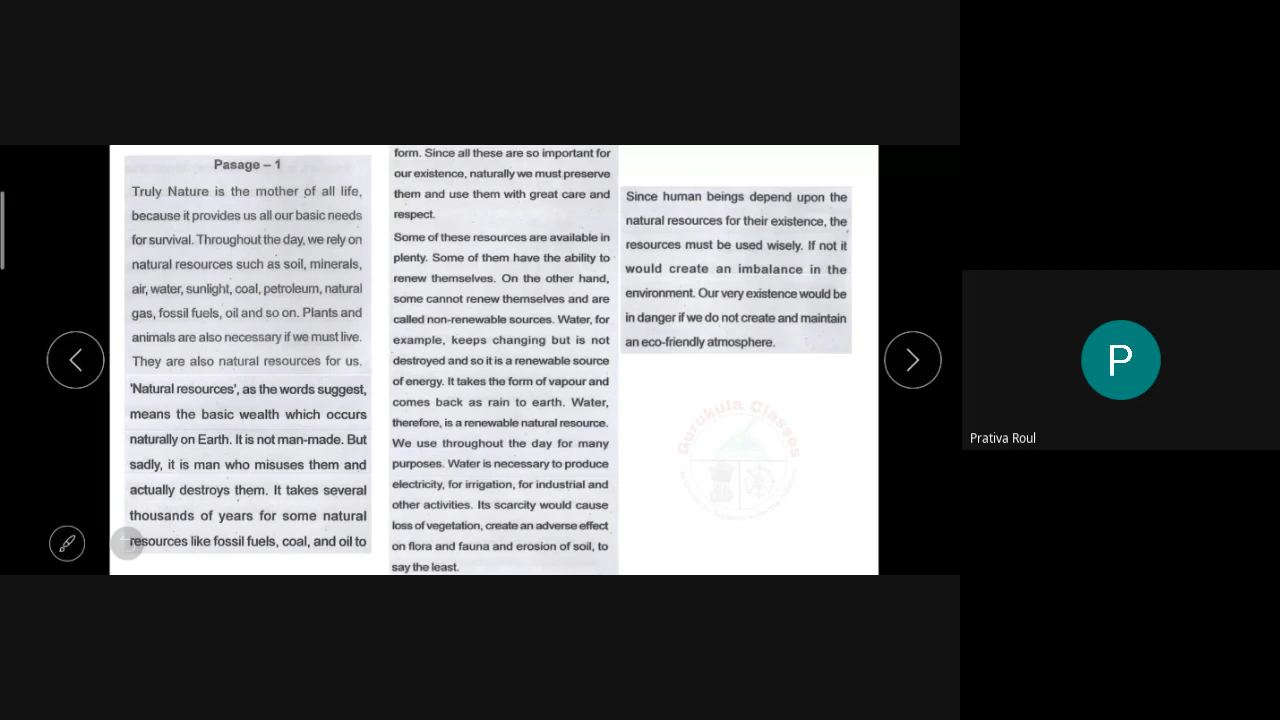 Pasage – 1
Truly Nature is the mother of all life,
because it provides us all our basic needs
for survival. Throughout the day, we rely on
natural resources such as soil, minerals,
air, water, sunlight, coal, petroleum, natural
gas, fossil fuels, oil and so on. Plants and
animals are also necessary if we must live.
They are also natural resources for us.
'Natural resources', as the words suggest,
means the basic wealth which occurs
naturally on Earth. It is not man-made. But
sadly, it is man who misuses them and
actually destroys them. It takes several
thousands of years for some natural
resources like fossil fuels, coal, and oil to
form. Since all these are so important for
our existence, naturally we must preserve
them and use them with great care and
respect.
Some of these resources are available in
plenty. Some of them have the ability to
renew themselves. On the other hand,
some cannot renew themselves and are
called non-renewable sources. Water, for
example, keeps changing but is not
destroyed and so it is a renewable source
of energy. It takes the form of vapour and
comes back as rain to earth. Water,
therefore, is a renewable natural resource.
We use throughout the day for many
purposes. Water is necessary to produce
electricity, for irrigation, for industrial and
other activities. Its scarcity would cause
loss of vegetation, create an adverse effect
on flora and fauna and erosion of soil, to
say the least.
Since human beings depend upon the
natural resources for their existence, the
resources must be used wisely. If not it
would create an imbalance in the
environment. Our very existence would be
in danger if we do not create and maintain
an eco-friendly atmosphere.
Gurukula Classes
P
Prativa Roul